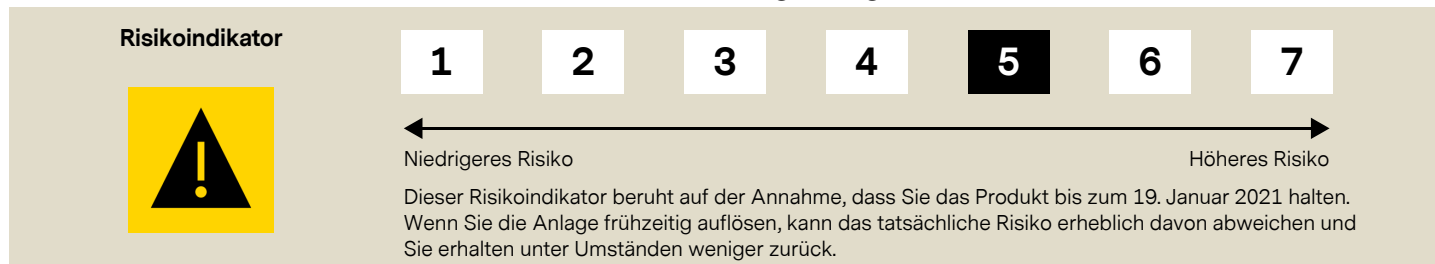 Risikoindikator
1 2 3 4 5 6 7
!
Niedrigeres Risiko Höheres Risiko
Dieser Risikoindikator beruht auf der Annahme, dass Sie das Produkt bis zum 19. Januar 2021 halten.
Wenn Sie die Anlage frühzeitig auflösen, kann das tatsächliche Risiko erheblich davon abweichen und
Sie erhalten unter Umständen weniger zurück.